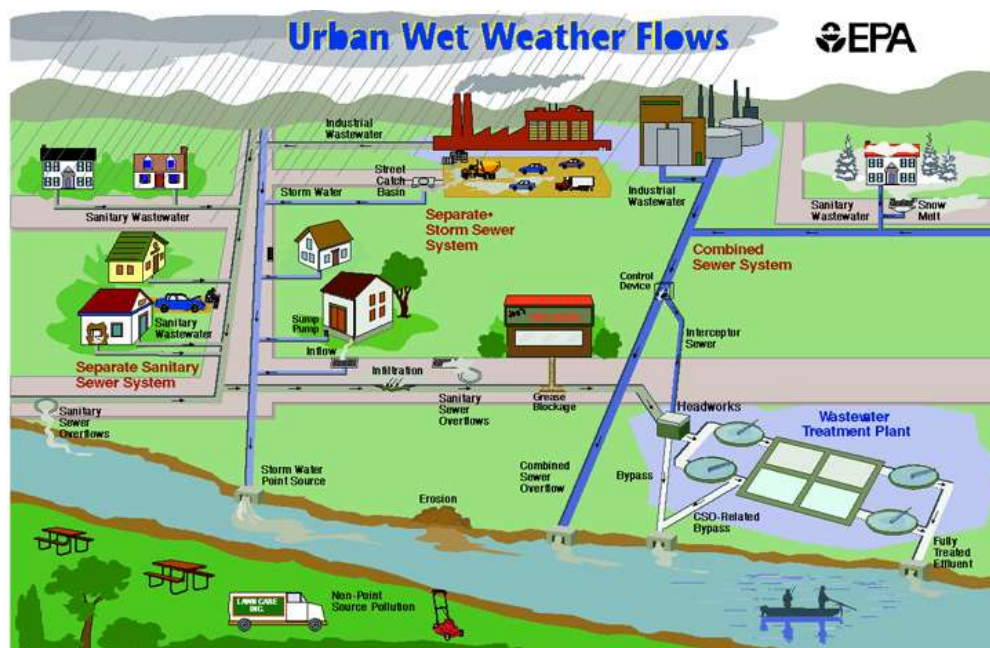 Urban Wet Weather Flows
EPA
Industrial
Wastewater
Street
Catch
Basin
Storm Water
Sanitary Wastewater
Separate•
Storm Sewer
System
Industrial
Wastewater
Sanitary
Wastewater
Snow
Melt
Combined
Sewer System
Control
Device
Interceptor
Sewer
Sump
Pump
Inflow
Sanitary
Wastewater
Separate Sanitary
Sewer System
Infiltration
Sanitary
Sewer
Overflows
Sanitary
Sewer
Overflows
Grease
Blockage
Headworks
Wastewater
Treatment Plant
Storm Water
Point Source
Erosion
Combined
Sewer
Overflow
Bypass
CSO-Related
Bypass
Fully
Treated
Effluent
LAWN CARE
INC.
Non-Point
Source Pollution